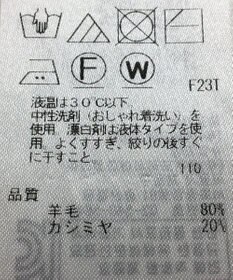 F
W
F23T
液温は30℃以下
中性洗剤(おしゃれ着洗い)を
使用。漂白剤は液体タイプを使
用。よくすすぎ、絞りの後すぐ
に干すこと。
110
品質
羊毛 80%
カシミヤ 20%